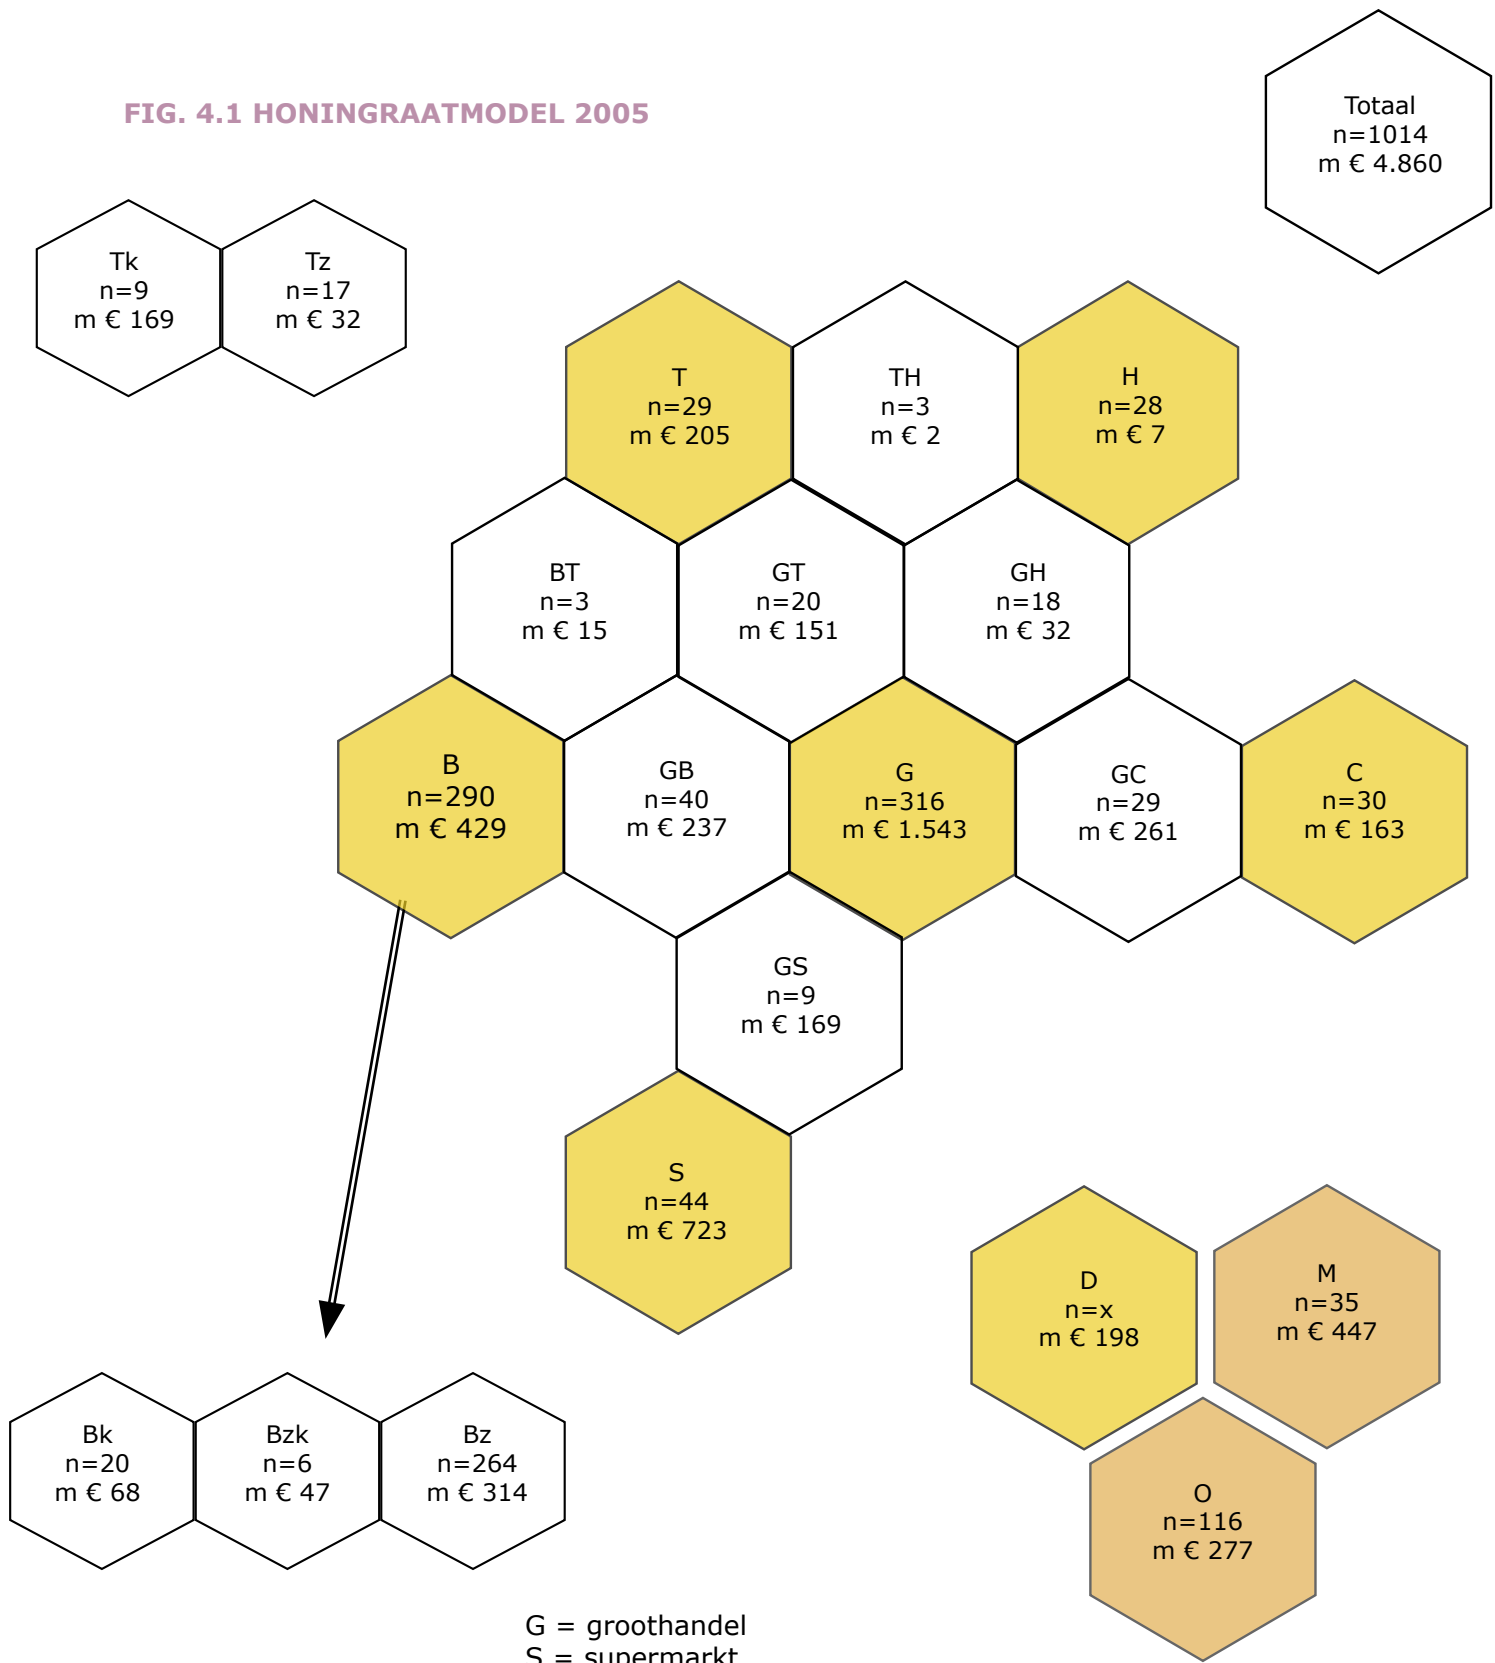 FIG. 4.1 HONINGRAATMODEL 2005
Totaal
n=1014
m € 4.860
Tk
n=9
m € 169
Tz
n=17
m € 32
T
n=29
m € 205
TH
n=3
m € 2
H
n=28
m € 7
BT
n=3
m € 15
GT
n=20
m € 151
GH
n=18
m € 32
B
n=290
m € 429
GB
n=40
m € 237
G
n=316
m € 1.543
GC
n=29
m € 261
C
n=30
m € 163
GS
n=9
m € 169
S
n=44
m € 723
D
n=x
m € 198
M
n=35
m € 447
O
n=116
m € 277
Bk
n=20
m € 68
Bzk
n=6
m € 47
Bz
n=264
m € 314
G = groothandel
S = supermarkt